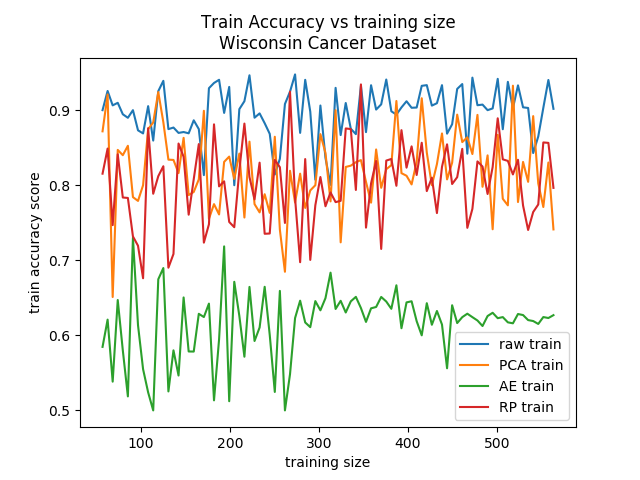 Train Accuracy vs training size
Wisconsin Cancer Dataset
train accuracy score
0.9
0.8
0.7
0.6
0.5
100
200
300
400
500
training size
raw train
PCA train
AE train
RP train